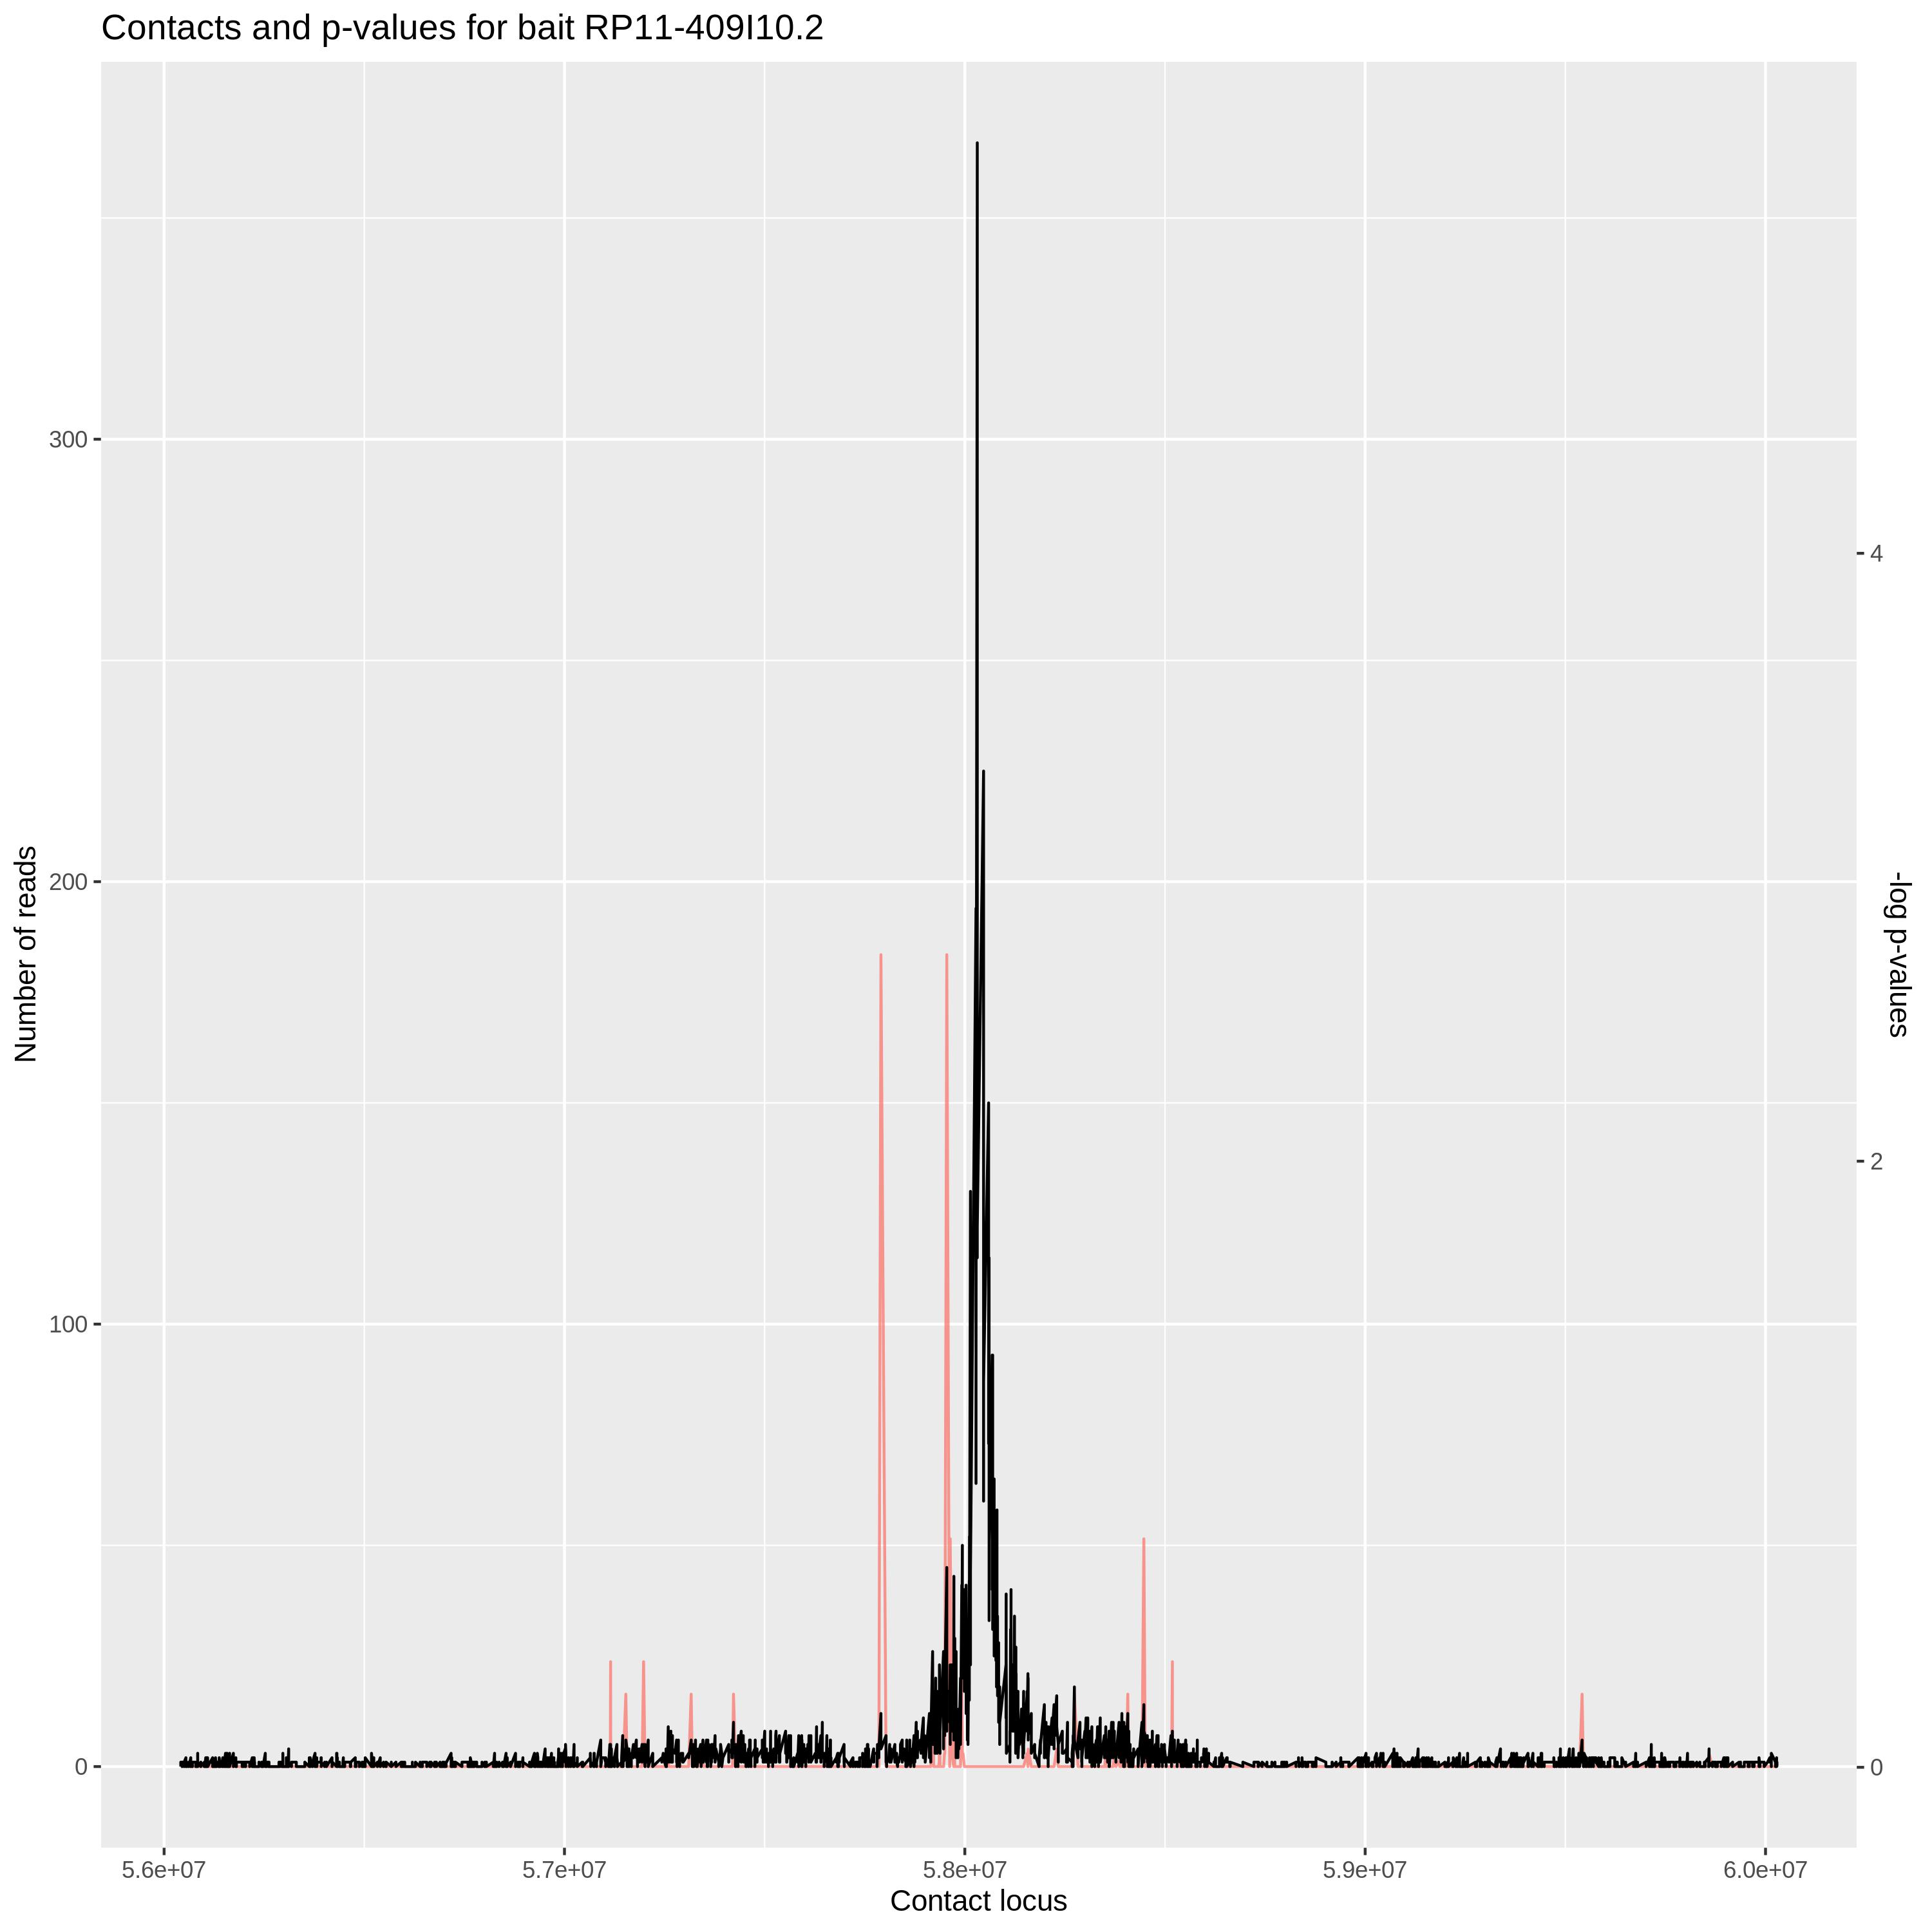 Contacts and p-values for bait RP11-409I10.2
Number of reads
300
200
100
0
4
2
0
-log p-values
5.6e+07
5.7e+07
5.8e+07
5.9e+07
6.0e+07
Contact locus